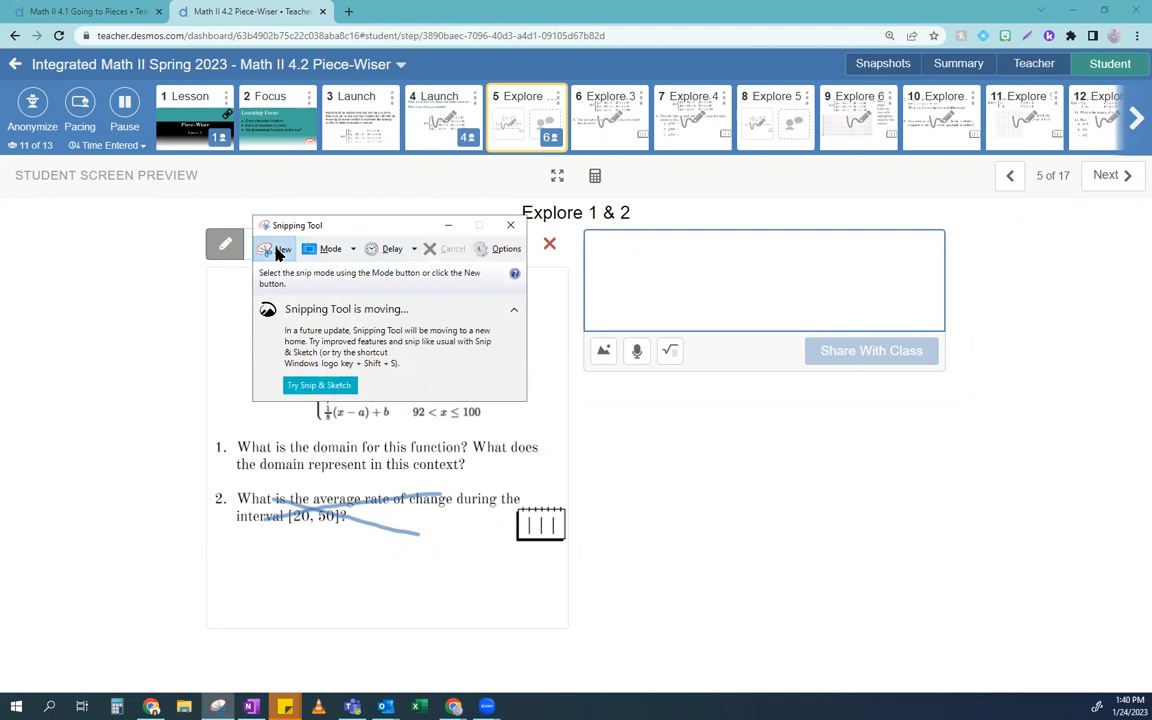 Math II 4.1 Going to Pieces • Teac
Math II 4.2 Piece-Wiser • Teacher
teacher.desmos.com/dashboard/63b4902b75c22c038aba8c16#student/step/3890baec-7096-40d3-a4d1-09105d67b82d
Integrated Math II Spring 2023 - Math II 4.2 Piece-Wiser
Snapshots
Summary
Teacher
Student
Anonymize
Pacing
Pause
11 of 13
Time Entered
1 Lesson
2 Focus
3 Launch
4 Launch
5 Explore ...
6 Explore 3
7 Explore 4
8 Explore 5
9 Explore 6
10 Explore
11 Explore
12 Explo
1
4
6
STUDENT SCREEN PREVIEW
5 of 17
Next
Explore 1 & 2
Snipping Tool
New
Mode
Delay
Cancel
Options
Select the snip mode using the Mode button or click the New
button.
Snipping Tool is moving...
In a future update, Snipping Tool will be moving to a new
home. Try improved features and snip like usual with Snip
& Sketch (or try the shortcut
Windows logo key + Shift + S).
Try Snip & Sketch
(x − a) + b 92 < x ≤ 100
1. What is the domain for this function? What does
the domain represent in this context?
2. What is the average rate of change during the
interval [20, 50]?
Share With Class
1:40 PM
1/24/2023